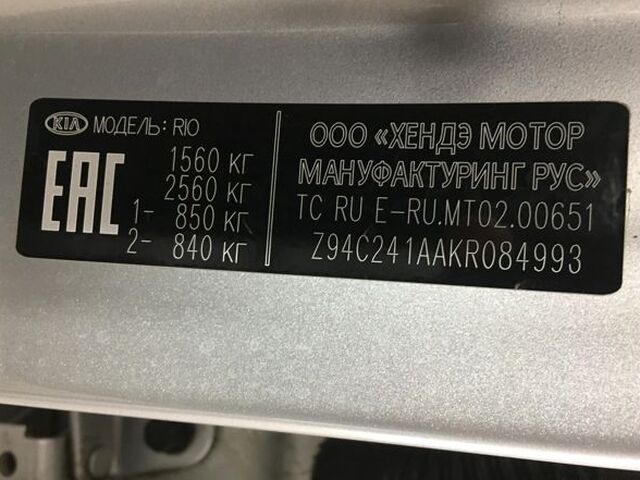 KIA МОДЕЛЬ: RIO
EAC
1560 КГ
2560 КГ
1- 850 КГ
2- 840 КГ
ООО «ХЕНДЭ МОТОР
МАНУФАКТУРИНГ РУС»
TC RU E-RU.MT02.00651
Z94C241AAKR084993